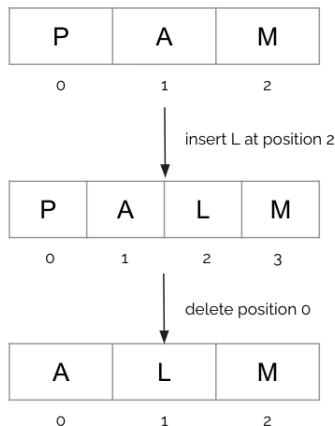 P A M
0 1 2
insert L at position 2
P A L M
0 1 2 3
delete position 0
A L M
0 1 2